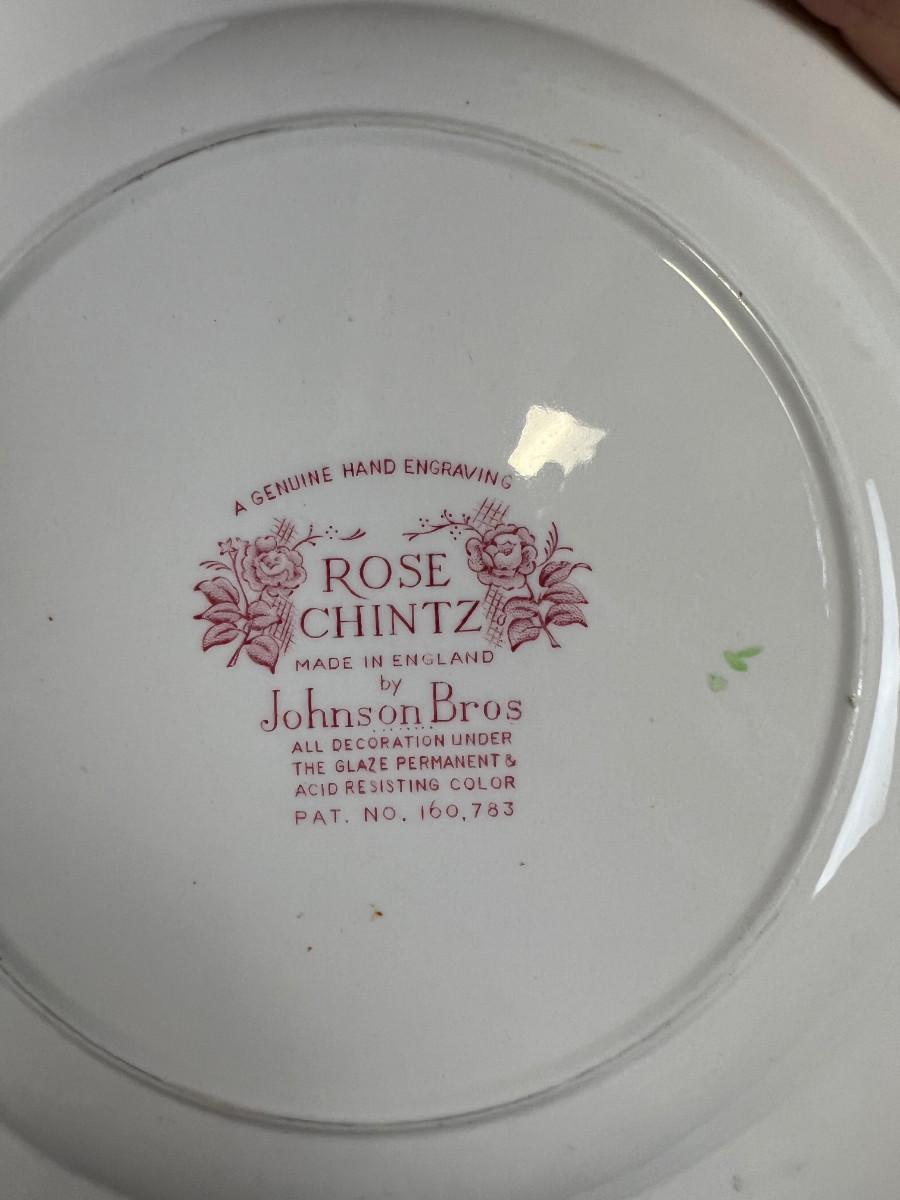 A GENUINE HAND ENGRAVING
ROSE
CHINTZ
MADE IN ENGLAND
by
Johnson Bros
ALL DECORATION UNDER
THE GLAZE PERMANENT &
ACID RESISTING COLOR
PAT. NO. 160,783